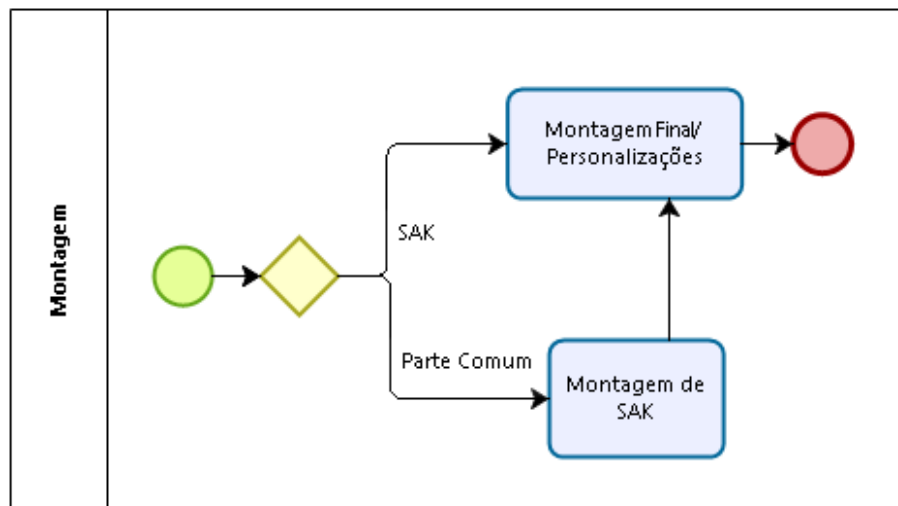 Montagem
Montagem Final/
Personalizações
SAK
Parte Comum
Montagem de
SAK